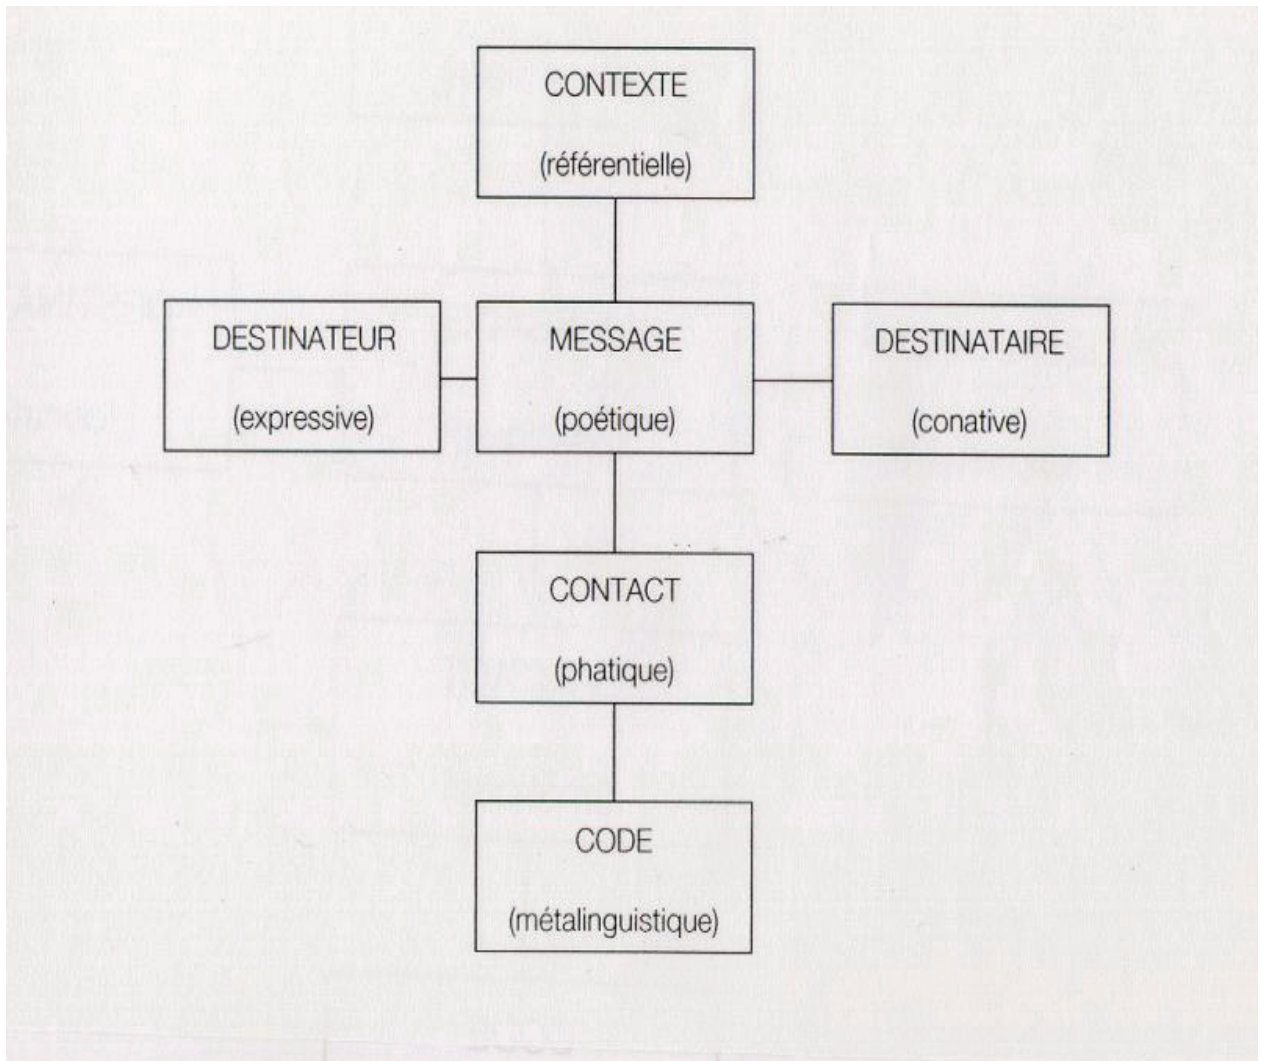 CONTEXTE
(référentielle)
DESTINATEUR
(expressive)
MESSAGE
(poétique)
DESTINATAIRE
(conative)
CONTACT
(phatique)
CODE
(métalinguistique)